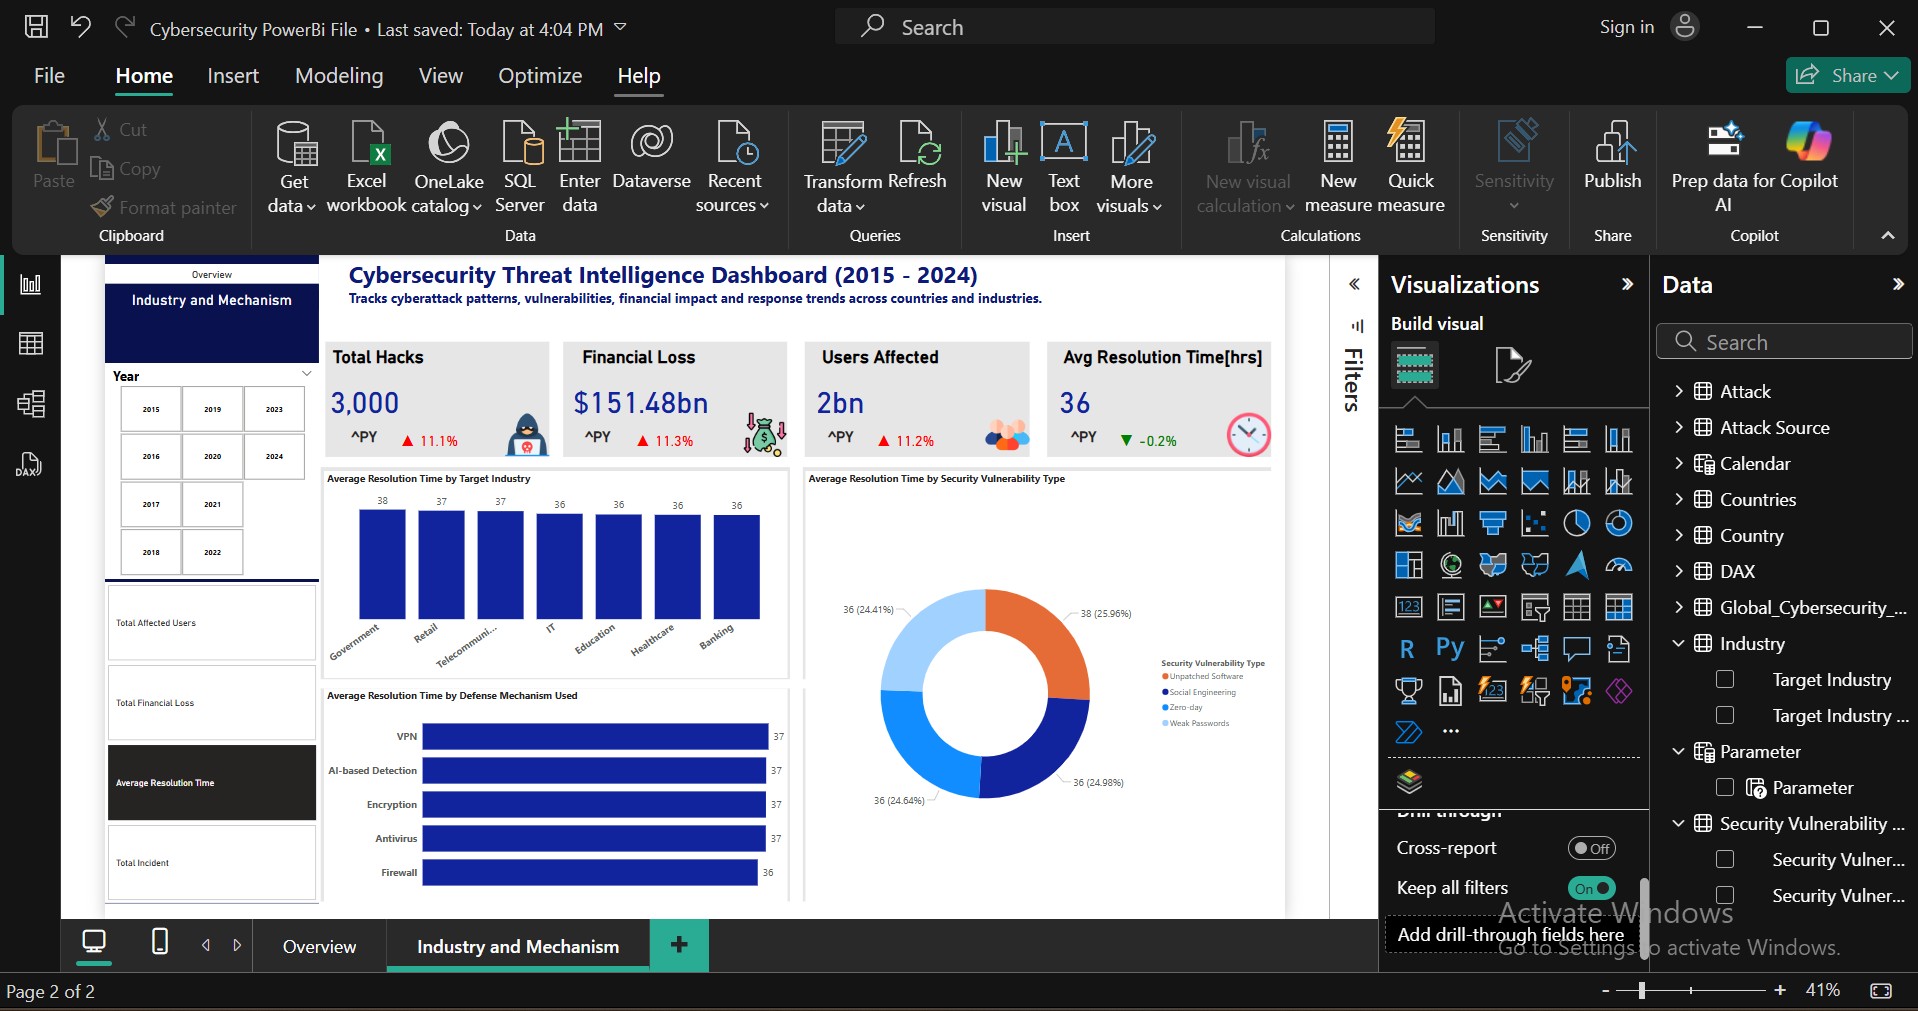 Cybersecurity PowerBi File • Last saved: Today at 4:04 PM
Search
Sign in
File
Home
Insert
Modeling
View
Optimize
Help
Share
Paste
Cut
Copy
Format painter
Clipboard
Get data
Excel workbook
OneLake catalog
SQL Server
Enter data
Dataverse
Recent sources
Data
Transform data
Refresh
Queries
New visual
Text box
More visuals
Insert
New visual calculation
New measure
Quick measure
Calculations
Sensitivity
Sensitivity
Publish
Share
Prep data for AI
Copilot
Copilot
DAX
Overview
Industry and Mechanism
Year
2015
2019
2023
2016
2020
2024
2017
2021
2018
2022
Total Affected Users
Total Financial Loss
Average Resolution Time
Total Incident
Cybersecurity Threat Intelligence Dashboard (2015 - 2024)
Tracks cyberattack patterns, vulnerabilities, financial impact and response trends across countries and industries.
Total Hacks
3,000
^PY ▲ 11.1%
Financial Loss
$151.48bn
^PY ▲ 11.3%
Users Affected
2bn
^PY ▲ 11.2%
Avg Resolution Time[hrs]
36
^PY ▼ -0.2%
Average Resolution Time by Target Industry
38
37
37
36
36
36
36
Government
Retail
Telecommuni...
IT
Education
Healthcare
Banking
Average Resolution Time by Defense Mechanism Used
VPN 37
AI-based Detection 37
Encryption 37
Antivirus 37
Firewall 36
Average Resolution Time by Security Vulnerability Type
36 (24.41%)
38 (25.96%)
36 (24.64%)
36 (24.98%)
Security Vulnerability Type
Unpatched Software
Social Engineering
Zero-day
Weak Passwords
Filters
Visualizations
Build visual
123
R
Py
123
Drill through
Cross-report
Off
Keep all filters
On
Add drill-through fields here
Data
Search
Attack
Attack Source
Calendar
Countries
Country
DAX
Global_Cybersecurity_...
Industry
Target Industry
Target Industry ...
Parameter
Parameter
Security Vulnerability ...
Security Vulner...
Security Vulner...
Activate Windows
Go to Settings to activate Windows.
Overview
Industry and Mechanism
Page 2 of 2
41%